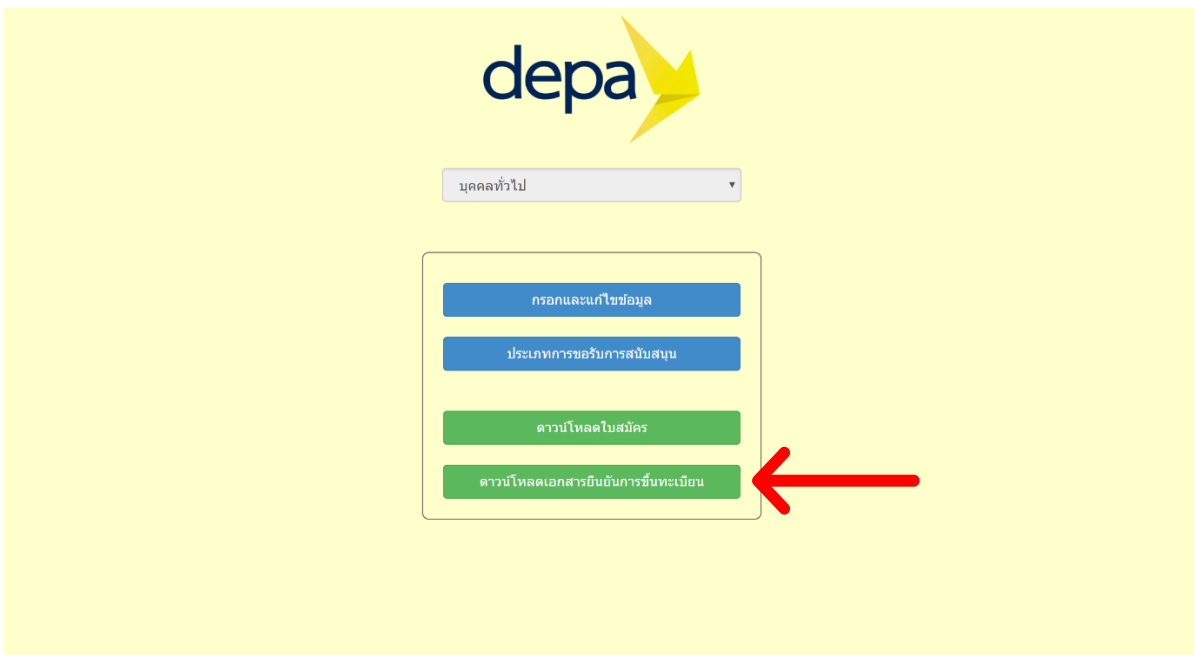 depa
บุคคลทั่วไป
กรอกและแก้ไขข้อมูล
ประเภทการขอรับการสนับสนุน
ดาวน์โหลดใบสมัคร
ดาวน์โหลดเอกสารยืนยันการขึ้นทะเบียน